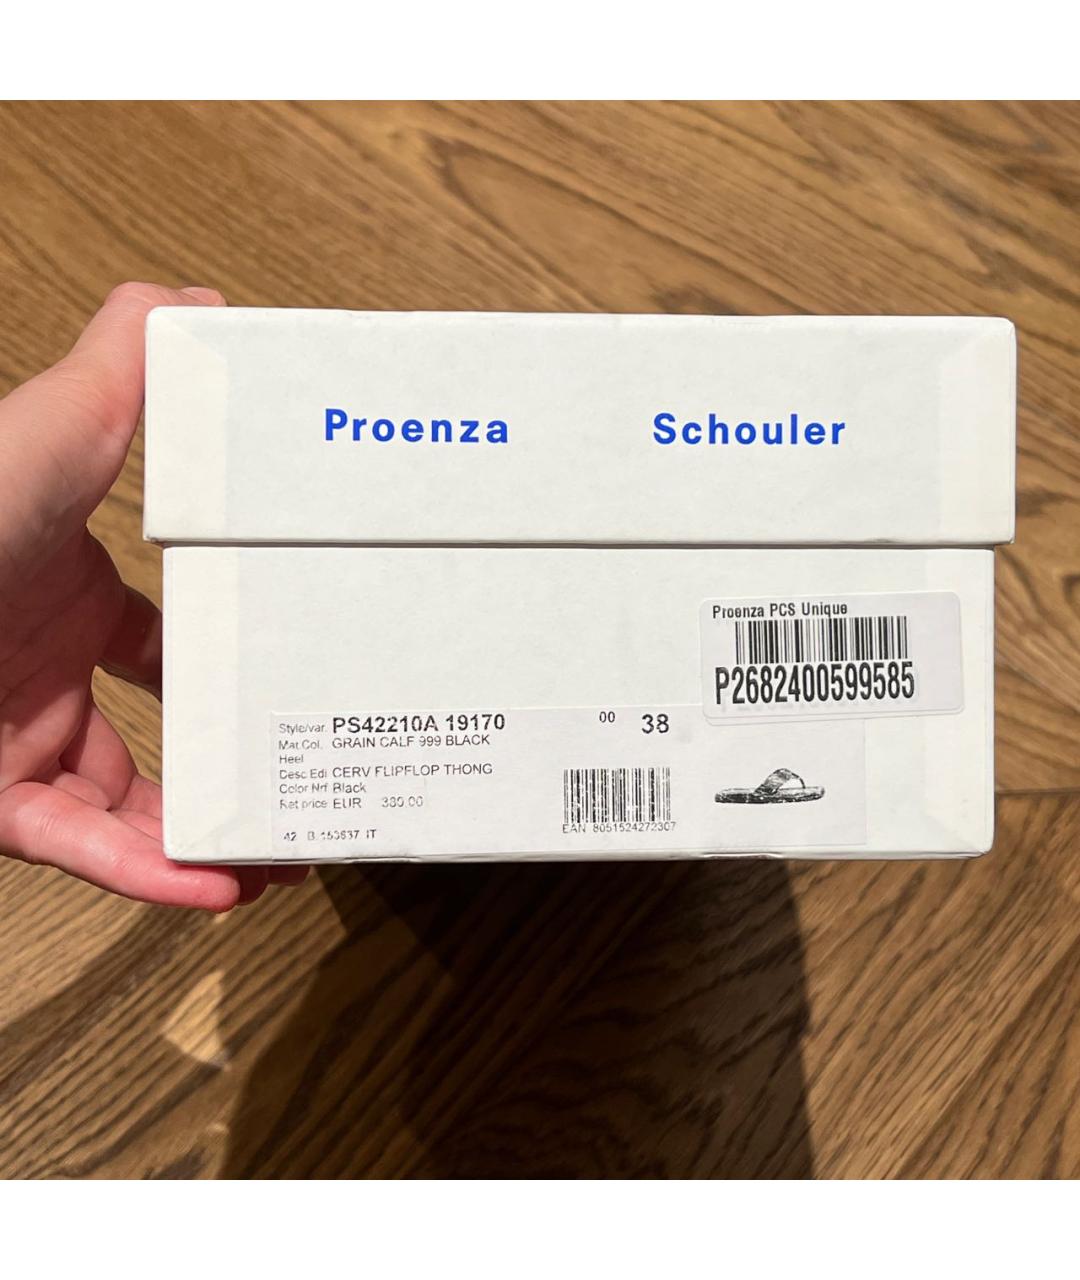 Proenza Schouler
Proenza PCS Unique
P2682400599585
Style/var. PS42210A 19170 00 38
Mat.Col. GRAIN CALF 999 BLACK
Heel
Desc Edi CERV FLIPFLOP THONG
Color Nrf Black
Ret price EUR 380.00
EAN 8051524272307
42 B. IT